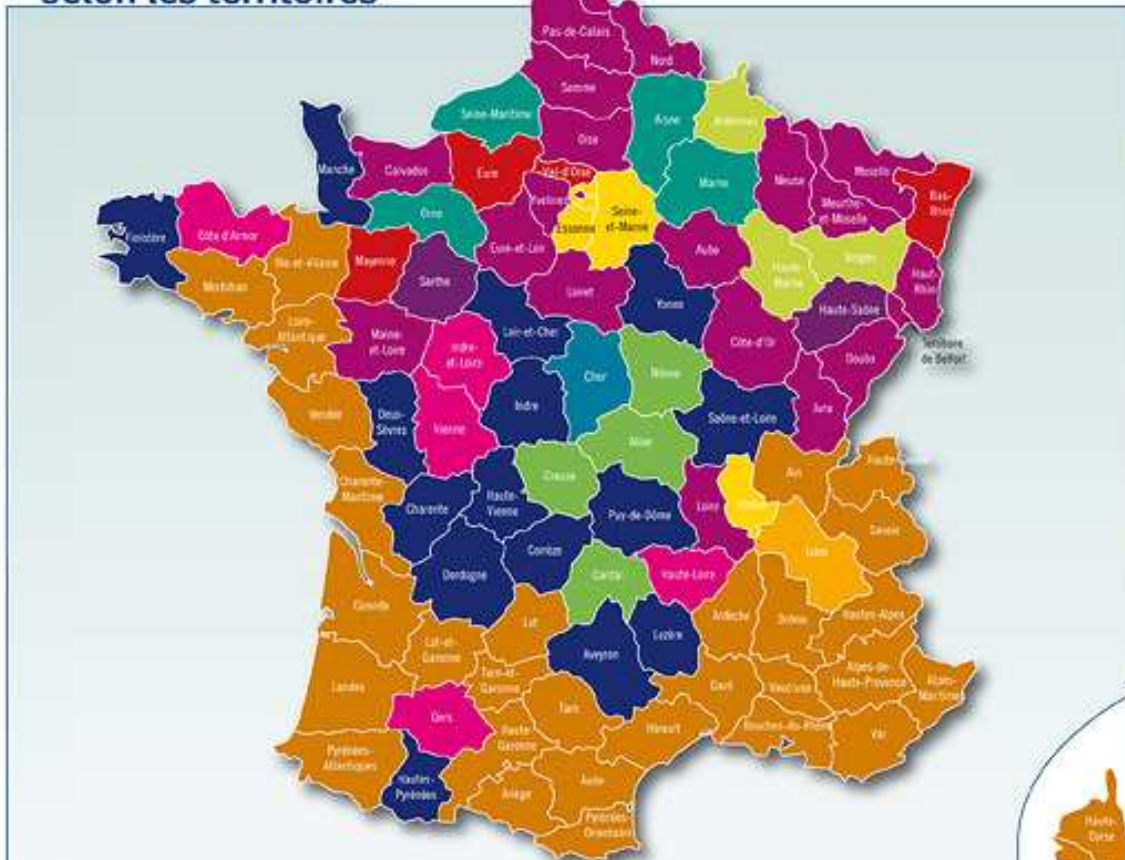 selon les territoires
Pas-de-Calais
Nord
Somme
Seine-Maritime
Aisne
Ardennes
Oise
Manche
Calvados
Eure
Val-d'Oise
Marne
Meuse
Moselle
Bas-
Rhin
Meurthe-
et-Moselle
Yvelines
Seine-
et-Marne
Essonne
Orne
Finistère
Côte d'Armor
Ille-et-Vilaine
Mayenne
Sarthe
Eure-et-Loir
Aube
Haute-
Marne
Vosges
Haut-
Rhin
Morbihan
Loiret
Yonne
Haute-Saône
Loire-
Atlantique
Maine-
et-Loire
Indre-
et-Loire
Loir-et-Cher
Côte-d'Or
Doubs
Territoire
de Belfort
Cher
Nièvre
Vendée
Deux-
Sèvres
Vienne
Indre
Saône-et-Loire
Jura
Allier
Creuse
Ain
Haute-
Charente-
Maritime
Charente
Haute-
Vienne
Puy-de-Dôme
Loire
Savoie
Isère
Corrèze
Dordogne
Cantal
Haute-Loire
Gironde
Lot
Ardèche
Drôme
Hautes-Alpes
Lot-et-
Garonne
Aveyron
Lozère
Tarn-et-
Garonne
Landes
Gard
Vaucluse
Alpes-de-
Haute-Provence
Alpes-
Maritimes
Gers
Tarn
Haute
Garonne
Hérault
Bouches-du-Rhône
Var
Pyrénées-
Atlantiques
Hautes-
Pyrénées
Ariège
Aude
Pyrénées-
Orientales
Haute-
Corse